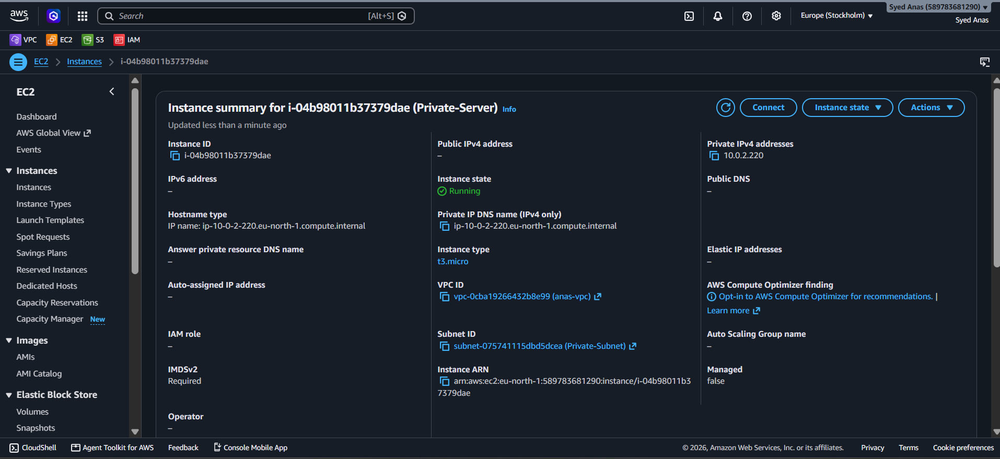 aws
Search
[Alt+S]
Europe (Stockholm)
Syed Anas (589783681290)
Syed Anas
VPC
EC2
S3
IAM
EC2
Instances
i-04b98011b37379dae
EC2
Dashboard
AWS Global View
Events
Instances
Instances
Instance Types
Launch Templates
Spot Requests
Savings Plans
Reserved Instances
Dedicated Hosts
Capacity Reservations
Capacity Manager New
Images
AMIs
AMI Catalog
Elastic Block Store
Volumes
Snapshots
Instance summary for i-04b98011b37379dae (Private-Server) Info
Updated less than a minute ago
Connect
Instance state
Actions
Instance ID
i-04b98011b37379dae
Public IPv4 address
–
Private IPv4 addresses
10.0.2.220
IPv6 address
–
Instance state
Running
Public DNS
–
Hostname type
IP name: ip-10-0-2-220.eu-north-1.compute.internal
Private IP DNS name (IPv4 only)
ip-10-0-2-220.eu-north-1.compute.internal
Answer private resource DNS name
–
Instance type
t3.micro
Elastic IP addresses
–
Auto-assigned IP address
–
VPC ID
vpc-0cba19266432b8e99 (anas-vpc)
AWS Compute Optimizer finding
Opt-in to AWS Compute Optimizer for recommendations. |
Learn more
IAM role
–
Subnet ID
subnet-075741115dbd5dcea (Private-Subnet)
Auto Scaling Group name
–
IMDSv2
Required
Instance ARN
arn:aws:ec2:eu-north-1:589783681290:instance/i-04b98011b3
7379dae
Managed
false
Operator
–
CloudShell
Agent Toolkit for AWS
Feedback
Console Mobile App
© 2026, Amazon Web Services, Inc. or its affiliates.
Privacy
Terms
Cookie preferences